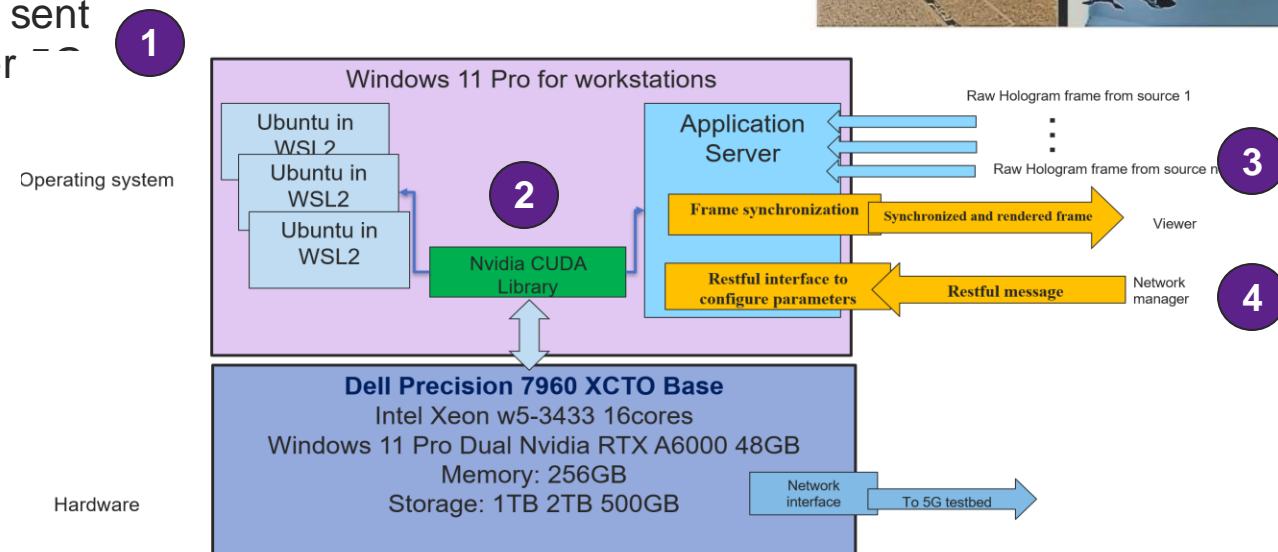 sent
1
Windows 11 Pro for workstations
Raw Hologram frame from source 1
Ubuntu in
WSL2
Application
Server
Operating system
Ubuntu in
WSL2
2
Raw Hologram frame from source n
3
Frame synchronization
Synchronized and rendered frame
Viewer
Ubuntu in
WSL2
Nvidia CUDA
Library
Restful interface to
configure parameters
Restful message
Network
manager
4
Dell Precision 7960 XCTO Base
Intel Xeon w5-3433 16cores
Windows 11 Pro Dual Nvidia RTX A6000 48GB
Memory: 256GB
Storage: 1TB 2TB 500GB
Hardware
Network
interface
To 5G testbed